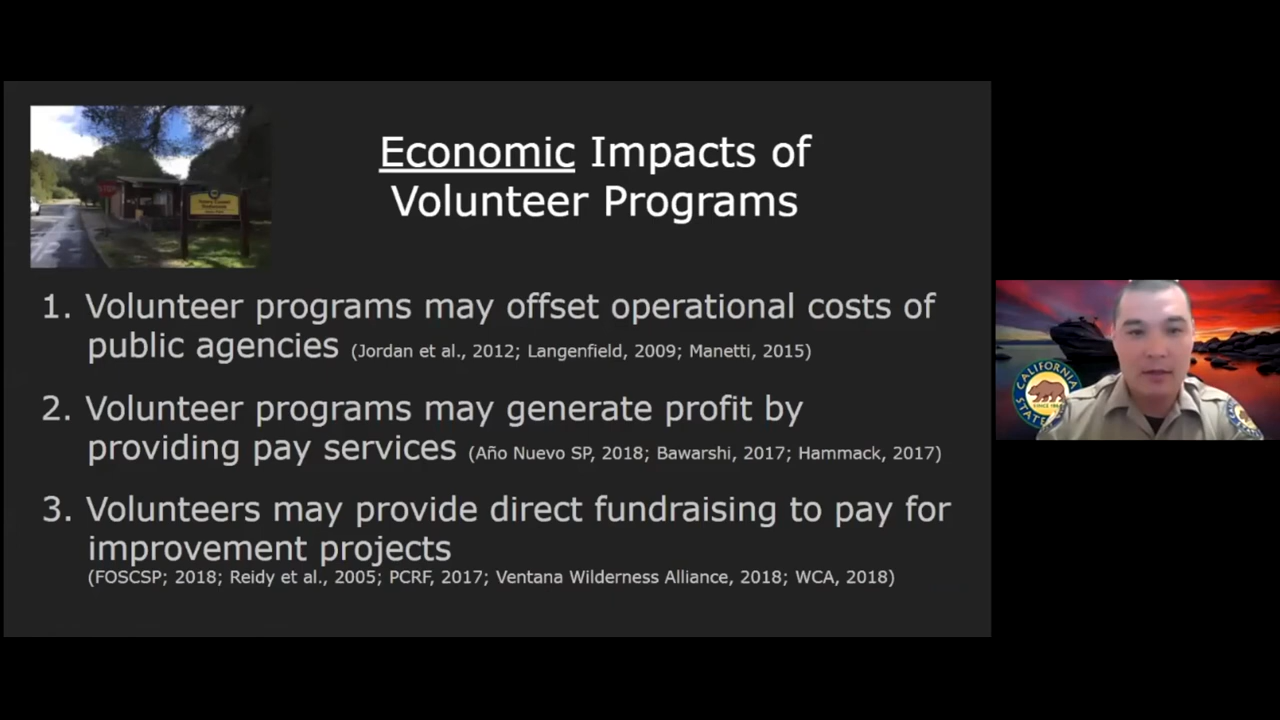 Economic Impacts of
Volunteer Programs
1. Volunteer programs may offset operational costs of
public agencies (Jordan et al., 2012; Langenfield, 2009; Manetti, 2015)
2. Volunteer programs may generate profit by
providing pay services (Año Nuevo SP, 2018; Bawarshi, 2017; Hammack, 2017)
3. Volunteers may provide direct fundraising to pay for
improvement projects
(FOSCSP; 2018; Reidy et al., 2005; PCRF, 2017; Ventana Wilderness Alliance, 2018; WCA, 2018)
CALIFORNIA
STATE
SINCE